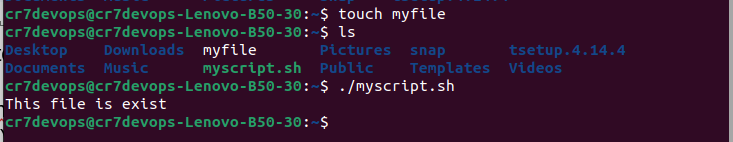 cr7devops@cr7devops-Lenovo-B50-30:~$ touch myfile
cr7devops@cr7devops-Lenovo-B50-30:~$ ls
Desktop Downloads myfile Pictures snap tsetup.4.14.4
Documents Music myscript.sh Public Templates Videos
cr7devops@cr7devops-Lenovo-B50-30:~$ ./myscript.sh
This file is exist
cr7devops@cr7devops-Lenovo-B50-30:~$